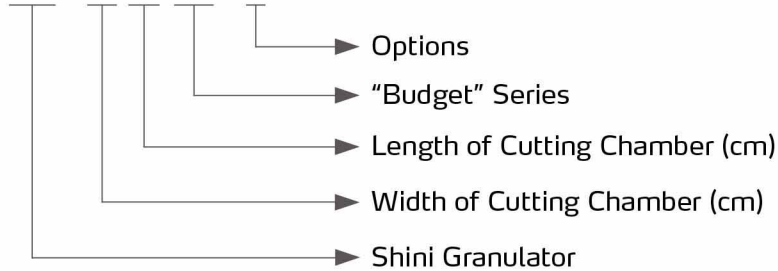 Options
“Budget” Series
Length of Cutting Chamber (cm)
Width of Cutting Chamber (cm)
Shini Granulator